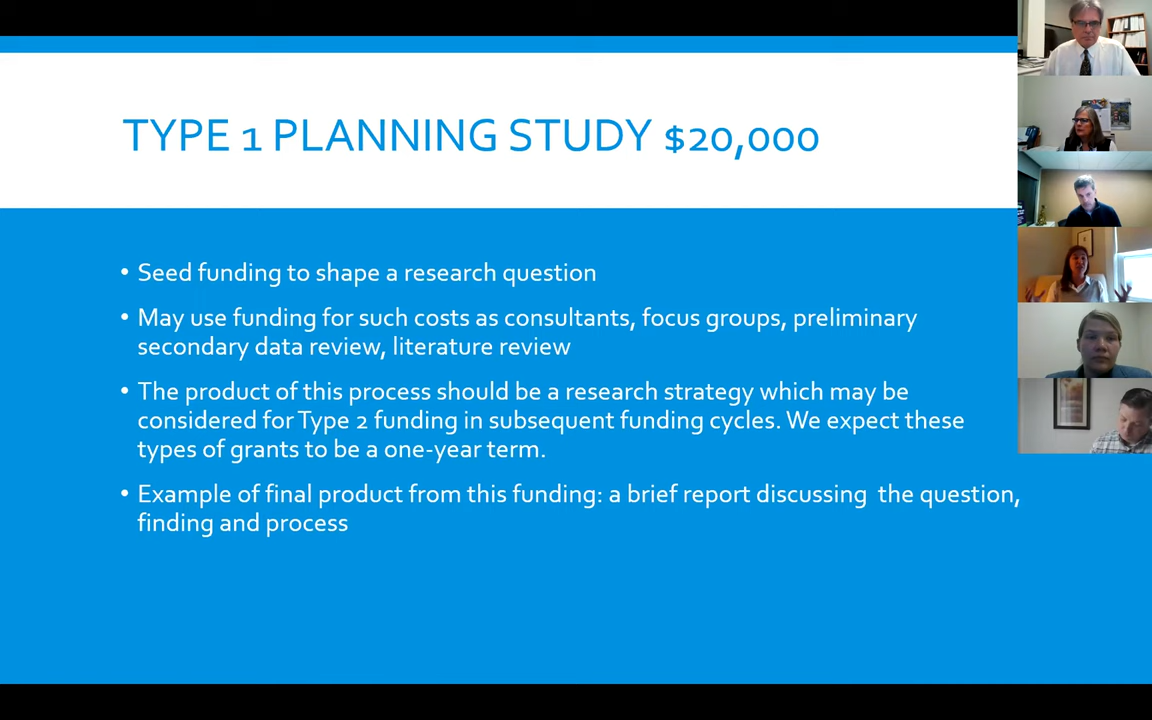 TYPE 1 PLANNING STUDY $20,000
• Seed funding to shape a research question
• May use funding for such costs as consultants, focus groups, preliminary
secondary data review, literature review
• The product of this process should be a research strategy which may be
considered for Type 2 funding in subsequent funding cycles. We expect these
types of grants to be a one-year term.
• Example of final product from this funding: a brief report discussing  the question,
finding and process